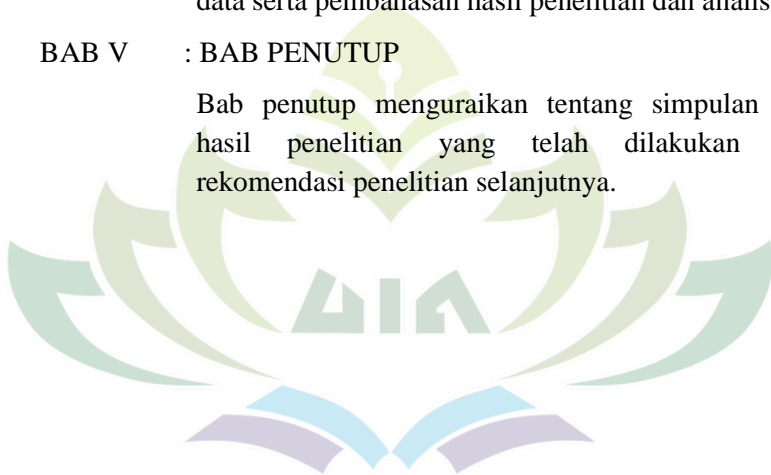 data serta pembahasan hasil penelitian dan analis
BAB V : BAB PENUTUP
Bab penutup menguraikan tentang simpulan
hasil penelitian yang telah dilakukan
rekomendasi penelitian selanjutnya.
UIN